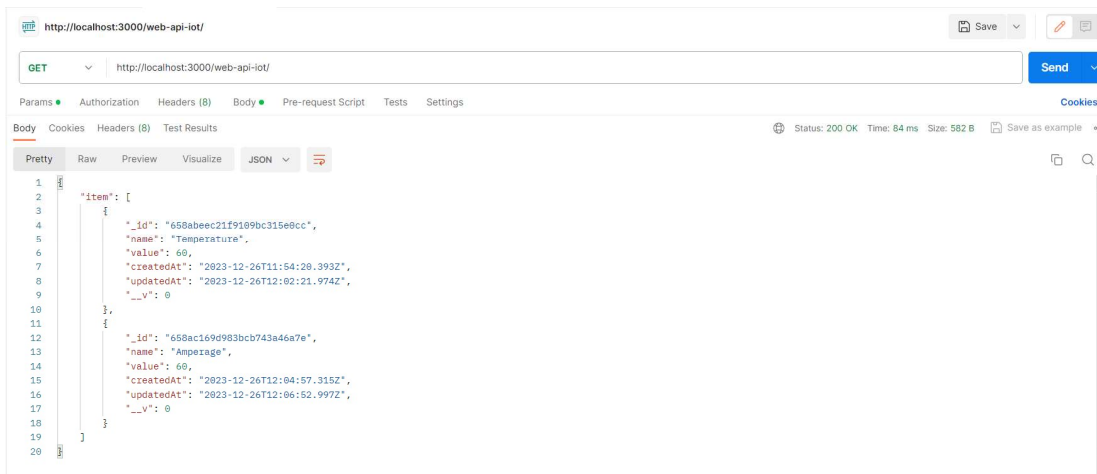 HTTP http://localhost:3000/web-api-iot/ Save
GET http://localhost:3000/web-api-iot/ Send
Params Authorization Headers (8) Body Pre-request Script Tests Settings Cookies
Body Cookies Headers (8) Test Results Status: 200 OK Time: 84 ms Size: 582 B Save as example
Pretty Raw Preview Visualize JSON
1 {
2 "item": [
3 {
4 "_id": "658abeec21f9109bc315e0cc",
5 "name": "Temperature",
6 "value": 60,
7 "createdAt": "2023-12-26T11:54:20.393Z",
8 "updatedAt": "2023-12-26T12:02:21.974Z",
9 "__v": 0
10 },
11 {
12 "_id": "658ac169d983bcb743a46a7e",
13 "name": "Amperage",
14 "value": 60,
15 "createdAt": "2023-12-26T12:04:57.315Z",
16 "updatedAt": "2023-12-26T12:06:52.997Z",
17 "__v": 0
18 }
19 ]
20 }